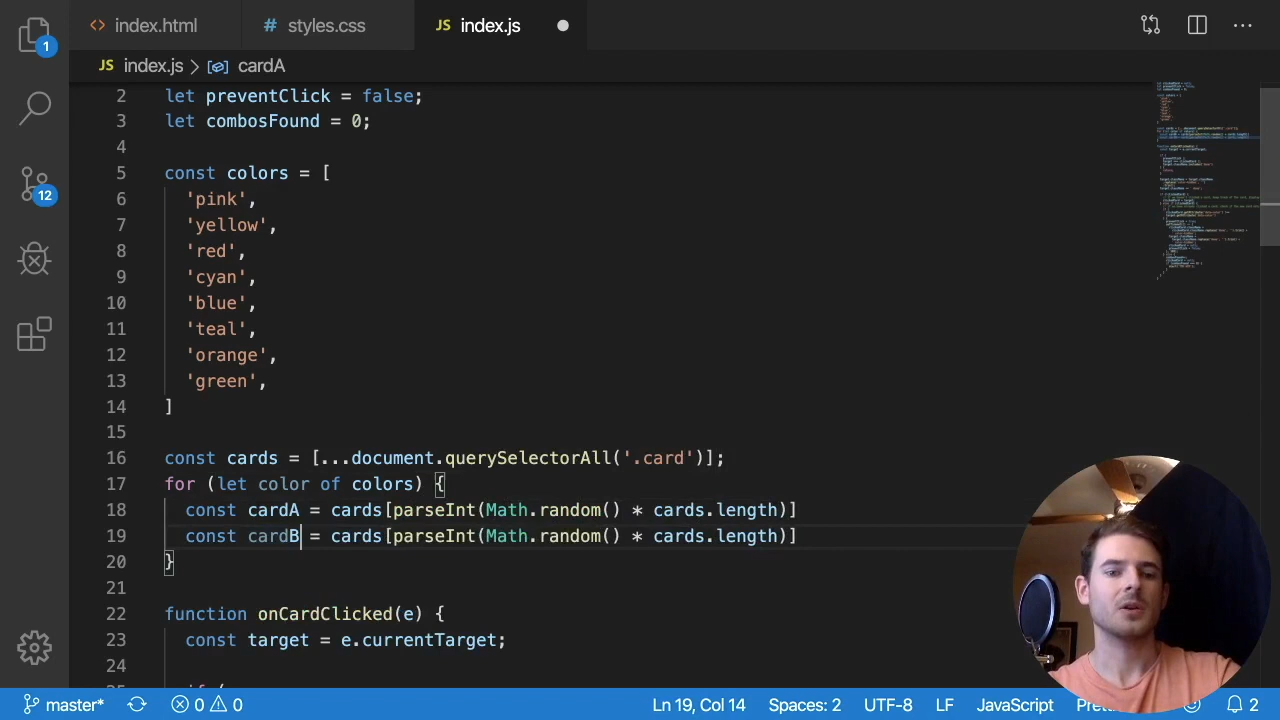 index.html
# styles.css
JS index.js
JS index.js > cardA
1
12
2 let preventClick = false;
3 let combosFound = 0;
4
5 const colors = [
6 'pink',
7 'yellow',
8 'red',
9 'cyan',
10 'blue',
11 'teal',
12 'orange',
13 'green',
14 ]
15
16 const cards = [...document.querySelectorAll('.card')];
17 for (let color of colors) {
18 const cardA = cards[parseInt(Math.random() * cards.length)]
19 const cardB = cards[parseInt(Math.random() * cards.length)]
20 }
21
22 function onCardClicked(e) {
23 const target = e.currentTarget;
24
master* 0 0 Ln 19, Col 14 Spaces: 2 UTF-8 LF JavaScript 2